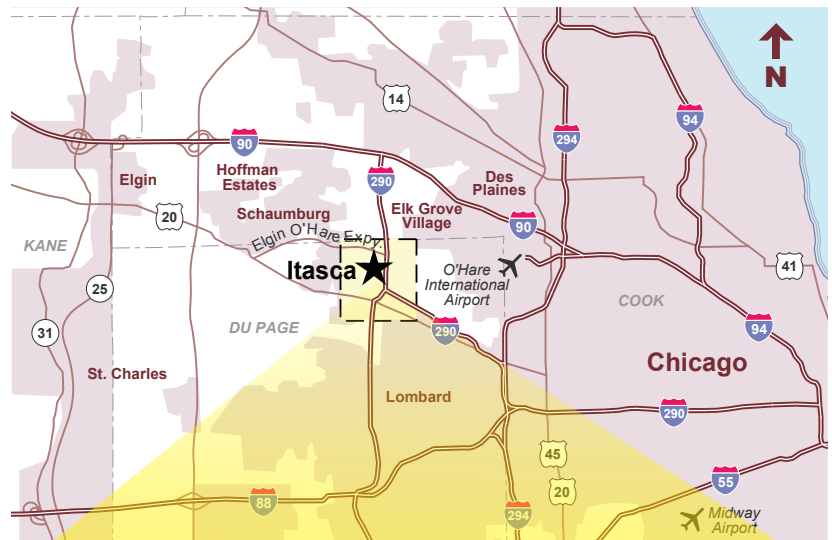 N
14
94
294
90
Elgin
Hoffman
Estates
290
Des
Plaines
20
Schaumburg
Elk Grove
Village
90
Elgin O'Hare Expy.
KANE
Itasca
O'Hare
International
Airport
41
25
COOK
31
DU PAGE
290
94
St. Charles
Lombard
Chicago
290
45
55
20
88
294
Midway
Airport